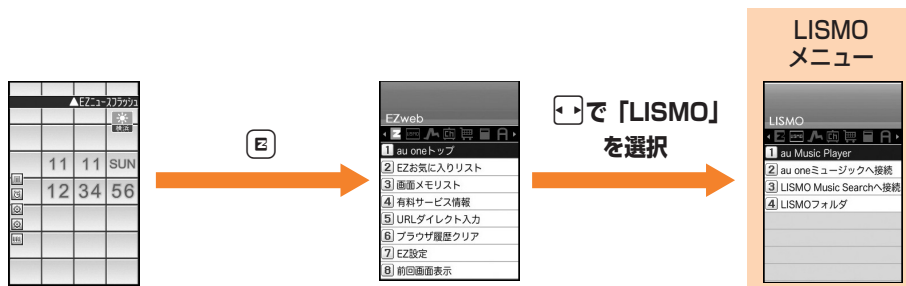 LISMO
メニュー
▲EZニュースフラッシュ
横浜
11 11 SUN
12 34 56
EZweb
1 au oneトップ
2 EZお気に入りリスト
3 画面メモリスト
4 有料サービス情報
5 URLダイレクト入力
6 ブラウザ履歴クリア
7 EZ設定
8 前回画面表示
で「LISMO」
を選択
LISMO
1 au Music Player
2 au oneミュージックへ接続
3 LISMO Music Searchへ接続
4 LISMOフォルダ